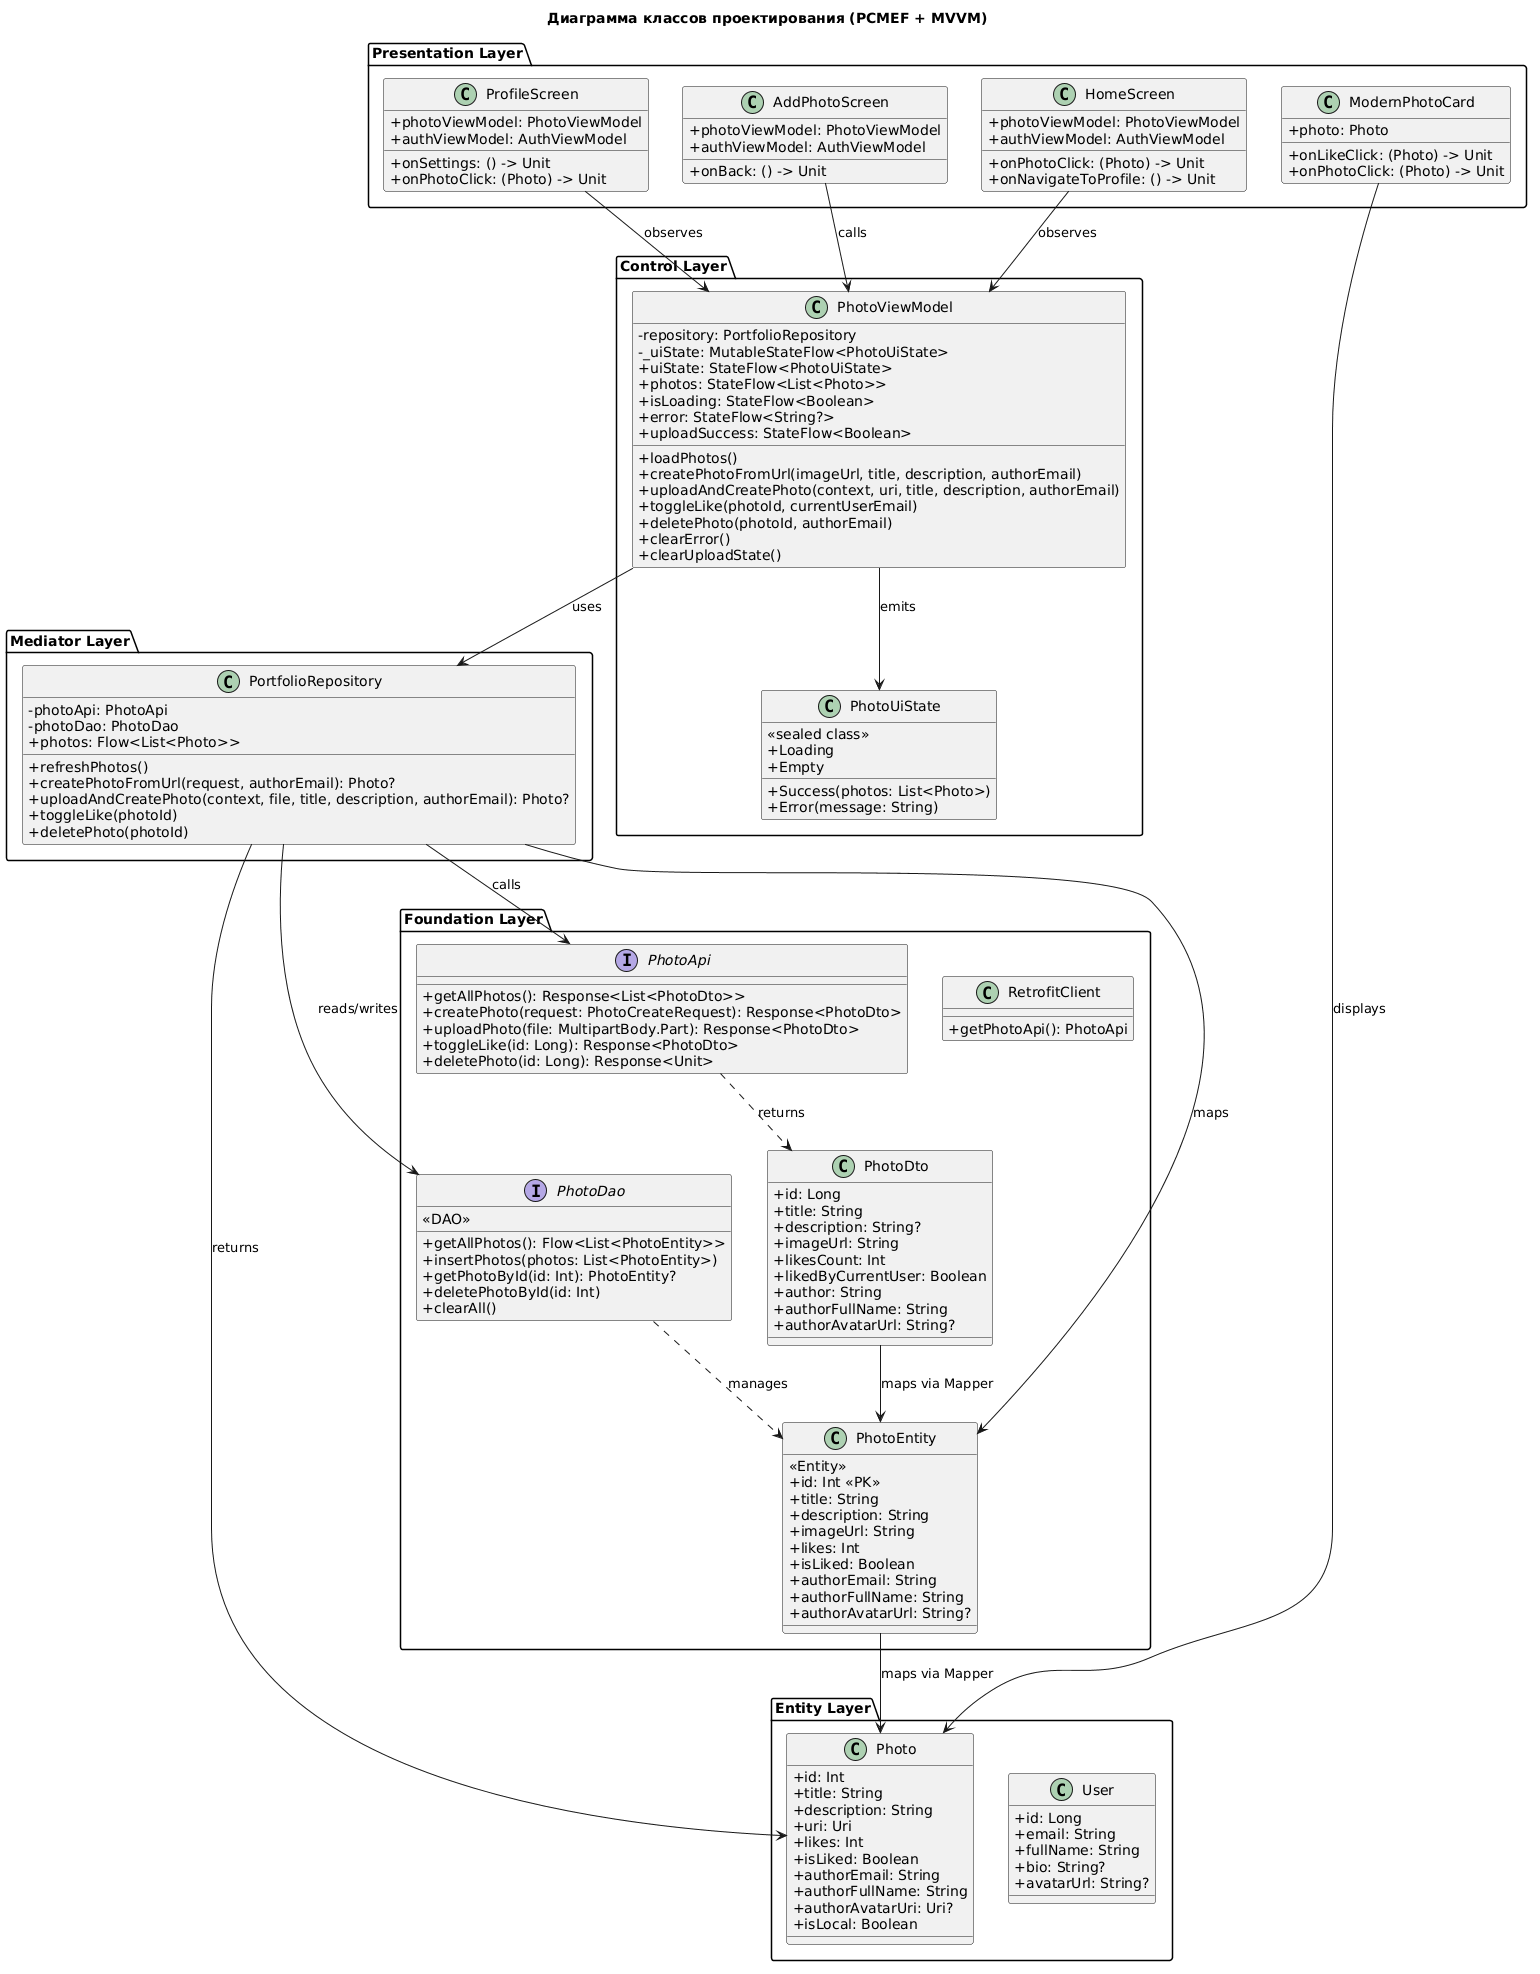 Диаграмма классов проектирования (PCMEF + MVVM)
Presentation Layer
C ProfileScreen
+photoViewModel: PhotoViewModel
+authViewModel: AuthViewModel
+onSettings: () -> Unit
+onPhotoClick: (Photo) -> Unit
C AddPhotoScreen
+photoViewModel: PhotoViewModel
+authViewModel: AuthViewModel
+onBack: () -> Unit
C HomeScreen
+photoViewModel: PhotoViewModel
+authViewModel: AuthViewModel
+onPhotoClick: (Photo) -> Unit
+onNavigateToProfile: () -> Unit
C ModernPhotoCard
+photo: Photo
+onLikeClick: (Photo) -> Unit
+onPhotoClick: (Photo) -> Unit
observes
calls
observes
Control Layer
C PhotoViewModel
-repository: PortfolioRepository
-_uiState: MutableStateFlow<PhotoUiState>
+uiState: StateFlow<PhotoUiState>
+photos: StateFlow<List<Photo>>
+isLoading: StateFlow<Boolean>
+error: StateFlow<String?>
+uploadSuccess: StateFlow<Boolean>
+loadPhotos()
+createPhotoFromUrl(imageUrl, title, description, authorEmail)
+uploadAndCreatePhoto(context, uri, title, description, authorEmail)
+toggleLike(photoId, currentUserEmail)
+deletePhoto(photoId, authorEmail)
+clearError()
+clearUploadState()
uses
emits
Mediator Layer
C PortfolioRepository
-photoApi: PhotoApi
-photoDao: PhotoDao
+photos: Flow<List<Photo>>
+refreshPhotos()
+createPhotoFromUrl(request, authorEmail): Photo?
+uploadAndCreatePhoto(context, file, title, description, authorEmail): Photo?
+toggleLike(photoId)
+deletePhoto(photoId)
C PhotoUiState
«sealed class»
+Loading
+Empty
+Success(photos: List<Photo>)
+Error(message: String)
calls
Foundation Layer
I PhotoApi
+getAllPhotos(): Response<List<PhotoDto>>
+createPhoto(request: PhotoCreateRequest): Response<PhotoDto>
+uploadPhoto(file: MultipartBody.Part): Response<PhotoDto>
+toggleLike(id: Long): Response<PhotoDto>
+deletePhoto(id: Long): Response<Unit>
C RetrofitClient
+getPhotoApi(): PhotoApi
reads/writes
displays
returns
maps
I PhotoDao
«DAO»
+getAllPhotos(): Flow<List<PhotoEntity>>
+insertPhotos(photos: List<PhotoEntity>)
+getPhotoById(id: Int): PhotoEntity?
+deletePhotoById(id: Int)
+clearAll()
C PhotoDto
+id: Long
+title: String
+description: String?
+imageUrl: String
+likesCount: Int
+likedByCurrentUser: Boolean
+author: String
+authorFullName: String
+authorAvatarUrl: String?
returns
manages
maps via Mapper
C PhotoEntity
«Entity»
+id: Int «PK»
+title: String
+description: String
+imageUrl: String
+likes: Int
+isLiked: Boolean
+authorEmail: String
+authorFullName: String
+authorAvatarUrl: String?
maps via Mapper
Entity Layer
C Photo
+id: Int
+title: String
+description: String
+uri: Uri
+likes: Int
+isLiked: Boolean
+authorEmail: String
+authorFullName: String
+authorAvatarUri: Uri?
+isLocal: Boolean
C User
+id: Long
+email: String
+fullName: String
+bio: String?
+avatarUrl: String?